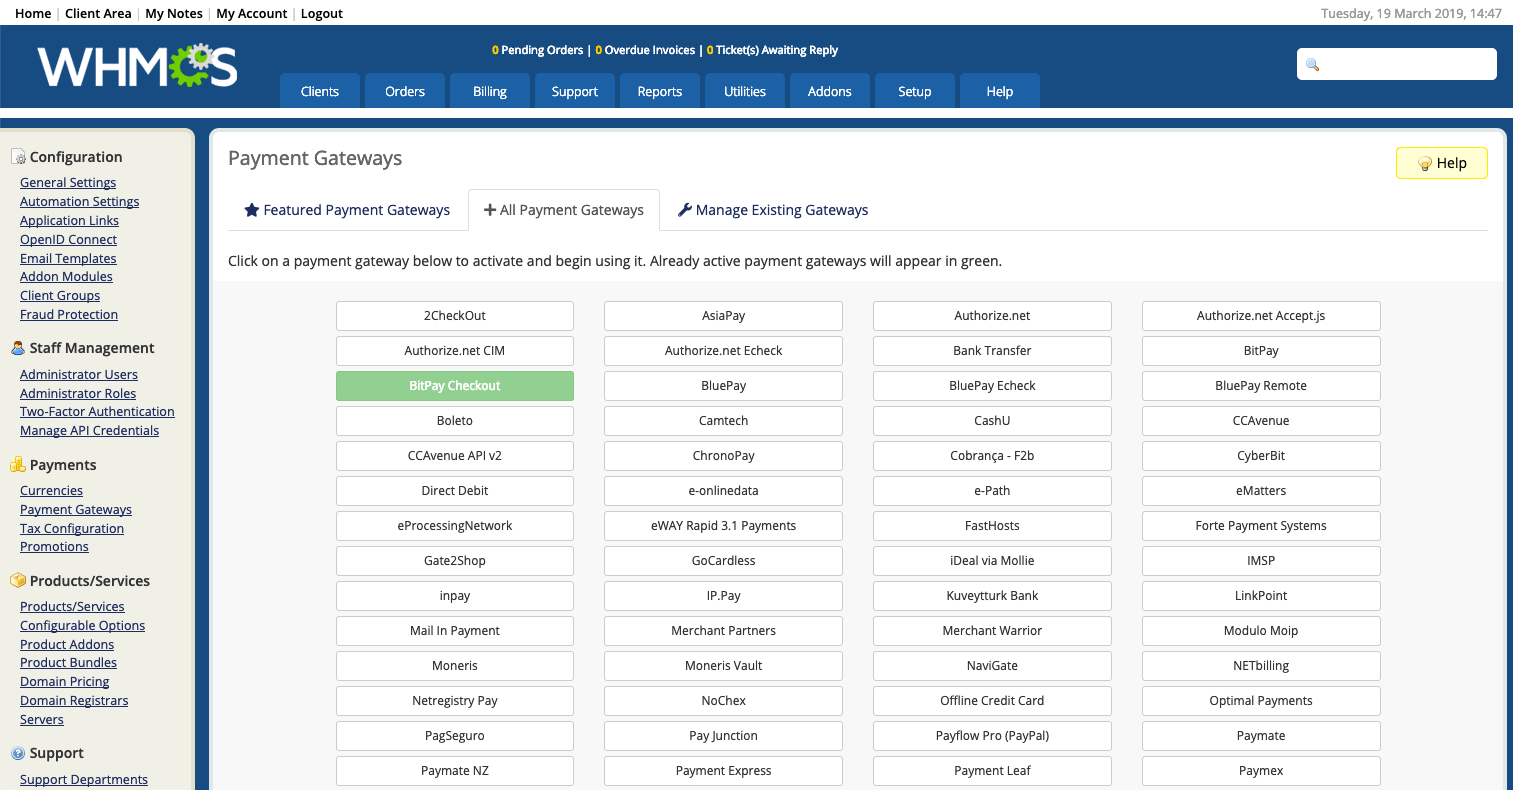 Home | Client Area | My Notes | My Account | Logout
Tuesday, 19 March 2019, 14:47
WHMCS
0 Pending Orders | 0 Overdue Invoices | 0 Ticket(s) Awaiting Reply
Clients Orders Billing Support Reports Utilities Addons Setup Help
Configuration
General Settings
Automation Settings
Application Links
OpenID Connect
Email Templates
Addon Modules
Client Groups
Fraud Protection
Staff Management
Administrator Users
Administrator Roles
Two-Factor Authentication
Manage API Credentials
Payments
Currencies
Payment Gateways
Tax Configuration
Promotions
Products/Services
Products/Services
Configurable Options
Product Addons
Product Bundles
Domain Pricing
Domain Registrars
Servers
Support
Support Departments
Payment Gateways
Help
Featured Payment Gateways All Payment Gateways Manage Existing Gateways
Click on a payment gateway below to activate and begin using it. Already active payment gateways will appear in green.
2CheckOut AsiaPay Authorize.net Authorize.net Accept.js
Authorize.net CIM Authorize.net Echeck Bank Transfer BitPay
BitPay Checkout BluePay BluePay Echeck BluePay Remote
Boleto Camtech CashU CCAvenue
CCAvenue API v2 ChronoPay Cobrança - F2b CyberBit
Direct Debit e-onlinedata e-Path eMatters
eProcessingNetwork eWAY Rapid 3.1 Payments FastHosts Forte Payment Systems
Gate2Shop GoCardless iDeal via Mollie IMSP
inpay IP.Pay Kuveytturk Bank LinkPoint
Mail In Payment Merchant Partners Merchant Warrior Modulo Moip
Moneris Moneris Vault NaviGate NETbilling
Netregistry Pay NoChex Offline Credit Card Optimal Payments
PagSeguro Pay Junction Payflow Pro (PayPal) Paymate
Paymate NZ Payment Express Payment Leaf Paymex